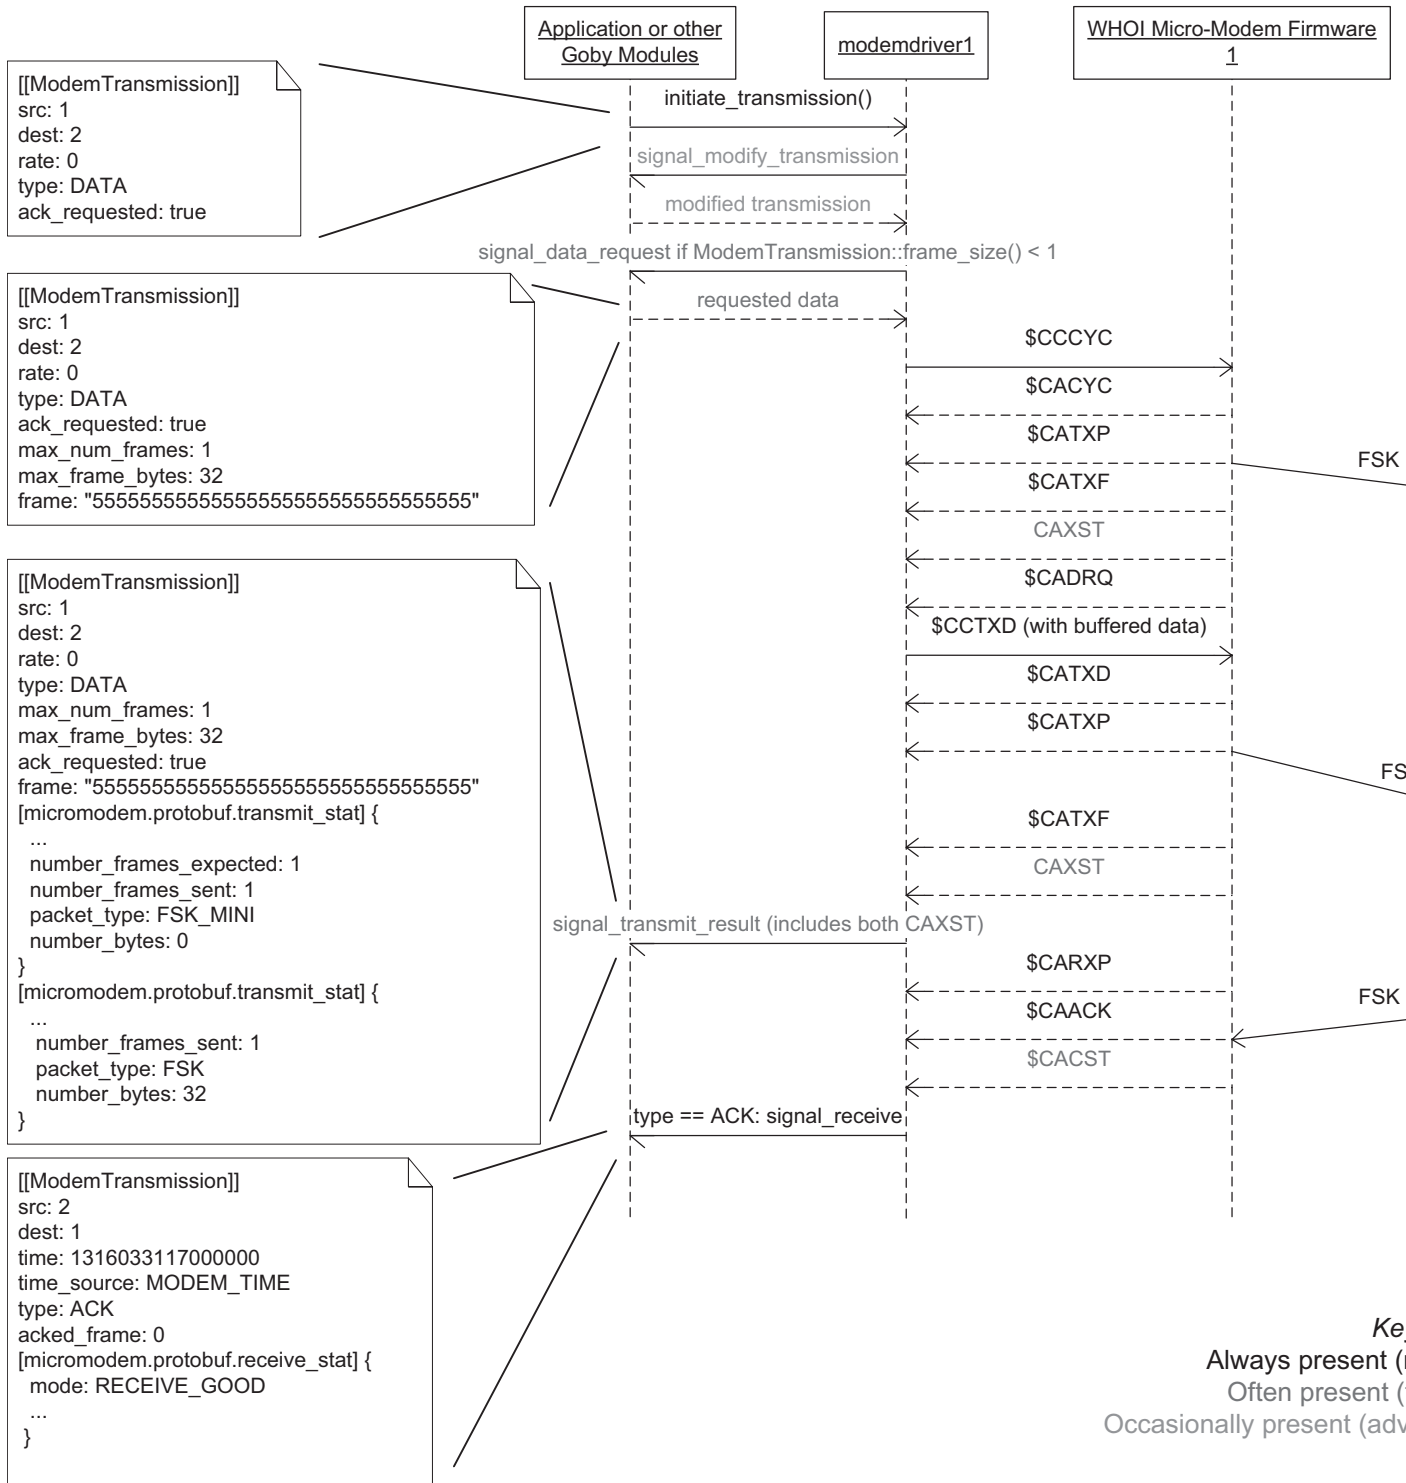 Application or other
Goby Modules
modemdriver1
WHOI Micro-Modem Firmware
1
[[ModemTransmission]]
src: 1
dest: 2
rate: 0
type: DATA
ack_requested: true
initiate_transmission()
signal_modify_transmission
modified transmission
signal_data_request if ModemTransmission::frame_size() < 1
requested data
[[ModemTransmission]]
src: 1
dest: 2
rate: 0
type: DATA
ack_requested: true
max_num_frames: 1
max_frame_bytes: 32
frame: "55555555555555555555555555555555"
$CCCYC
$CACYC
$CATXP
FSK
$CATXF
CAXST
$CADRQ
$CCTXD (with buffered data)
$CATXD
$CATXP
FS
$CATXF
CAXST
[[ModemTransmission]]
src: 1
dest: 2
rate: 0
type: DATA
max_num_frames: 1
max_frame_bytes: 32
ack_requested: true
frame: "55555555555555555555555555555555"
[micromodem.protobuf.transmit_stat] {
...
number_frames_expected: 1
number_frames_sent: 1
packet_type: FSK_MINI
number_bytes: 0
}
[micromodem.protobuf.transmit_stat] {
...
number_frames_sent: 1
packet_type: FSK
number_bytes: 32
}
signal_transmit_result (includes both CAXST)
$CARXP
FSK
$CAACK
$CACST
type == ACK: signal_receive
[[ModemTransmission]]
src: 2
dest: 1
time: 1316033117000000
time_source: MODEM_TIME
type: ACK
acked_frame: 0
[micromodem.protobuf.receive_stat] {
mode: RECEIVE_GOOD
...
}
Key
Always present (
Often present (
Occasionally present (adv